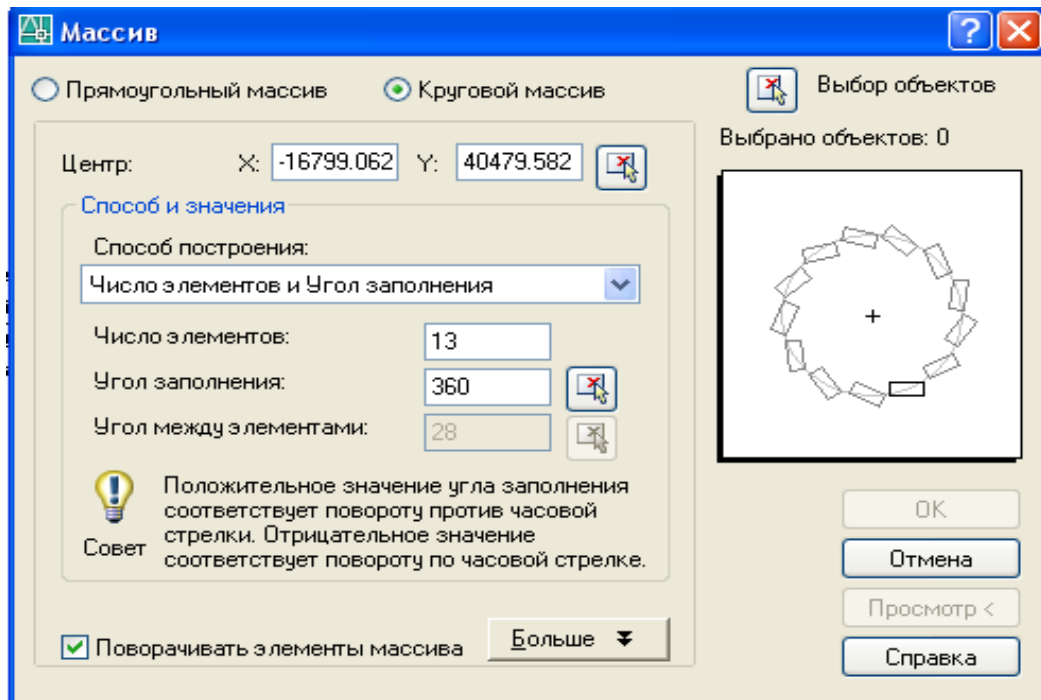 Массив
Прямоугольный массив
Круговой массив
Выбор объектов
Выбрано объектов: 0
Центр: X: -16799.062 Y: 40479.582
Способ и значения
Способ построения:
Число элементов и Угол заполнения
Число элементов: 13
Угол заполнения: 360
Угол между элементами: 28
Положительное значение угла заполнения
соответствует повороту против часовой
стрелки. Отрицательное значение
соответствует повороту по часовой стрелке.
Совет
Поворачивать элементы массива
Больше
OK
Отмена
Просмотр <
Справка